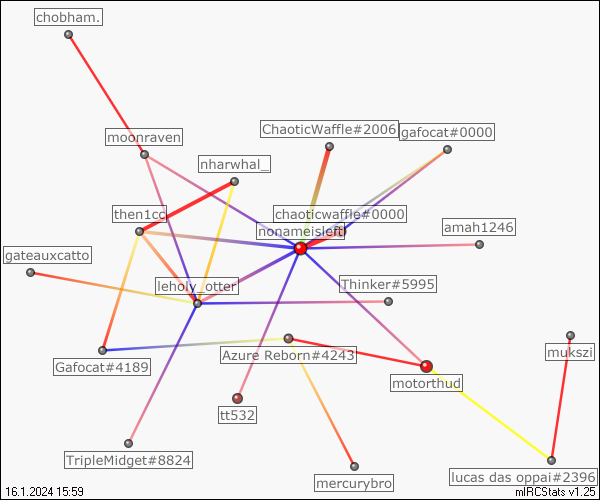 chobham.
ChaoticWaffle#2006
gafocat#0000
moonraven
nharwhal_
then1cc
chaoticwaffle#0000
nonameisleft
amah1246
gateauxcatto
leholy_otter
Thinker#5995
Gafocat#4189
Azure Reborn#4243
mukszi
motorthud
tt532
TripleMidget#8824
mercurybro
lucas das oppai#2396
16.1.2024 15:59
mIRCStats v1.25